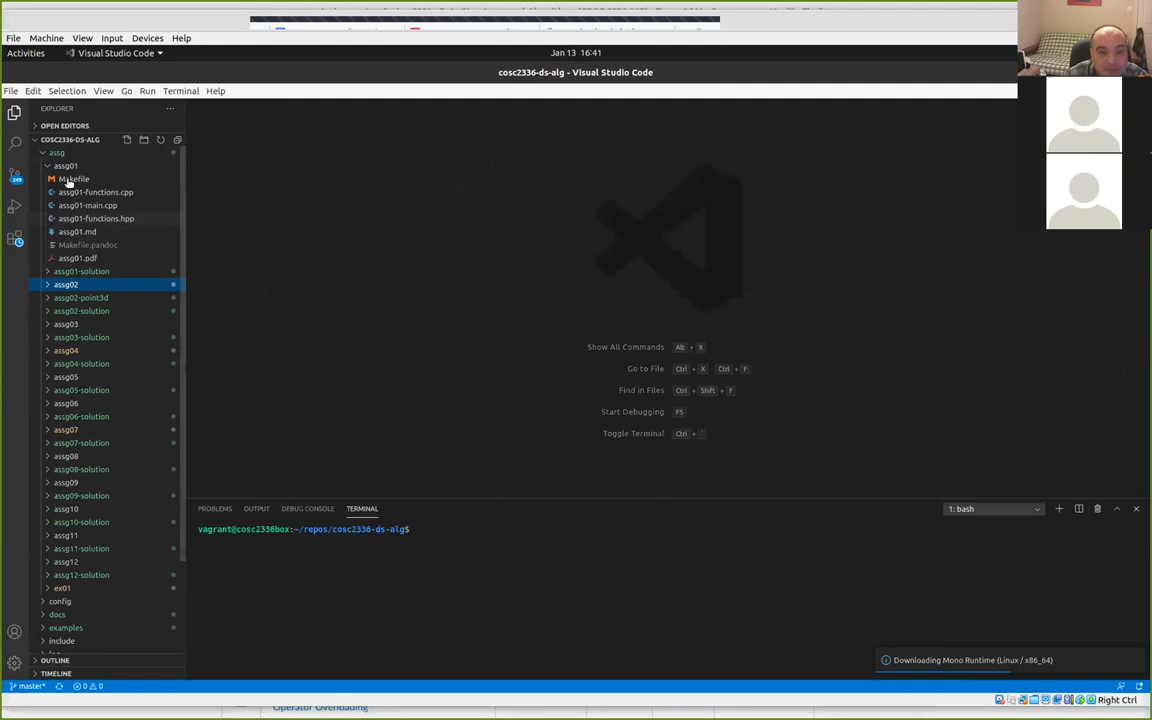 File Machine View Input Devices Help
Activities Visual Studio Code Jan 13 16:41
cosc2336-ds-alg - Visual Studio Code
File Edit Selection View Go Run Terminal Help
EXPLORER
OPEN EDITORS
COSC2336-DS-ALG
assg
assg01
Makefile
assg01-functions.cpp
assg01-main.cpp
assg01-functions.hpp
assg01.md
Makefile.pandoc
assg01.pdf
assg01-solution
assg02
assg02-point3d
assg02-solution
assg03
assg03-solution
assg04
assg04-solution
assg05
assg05-solution
assg06
assg06-solution
assg07
assg07-solution
assg08
assg08-solution
assg09
assg09-solution
assg10
assg10-solution
assg11
assg11-solution
assg12
assg12-solution
ex01
config
docs
examples
include
OUTLINE
TIMELINE
249
Show All Commands Alt + X
Go to File Ctrl + X Ctrl + F
Find in Files Ctrl + Shift + F
Start Debugging F5
Toggle Terminal Ctrl + `
PROBLEMS OUTPUT DEBUG CONSOLE TERMINAL 1: bash
vagrant@cosc2336box:~/repos/cosc2336-ds-alg$
Downloading Mono Runtime (Linux / x86_64)
master* 0 0
Right Ctrl
Operator Overloading